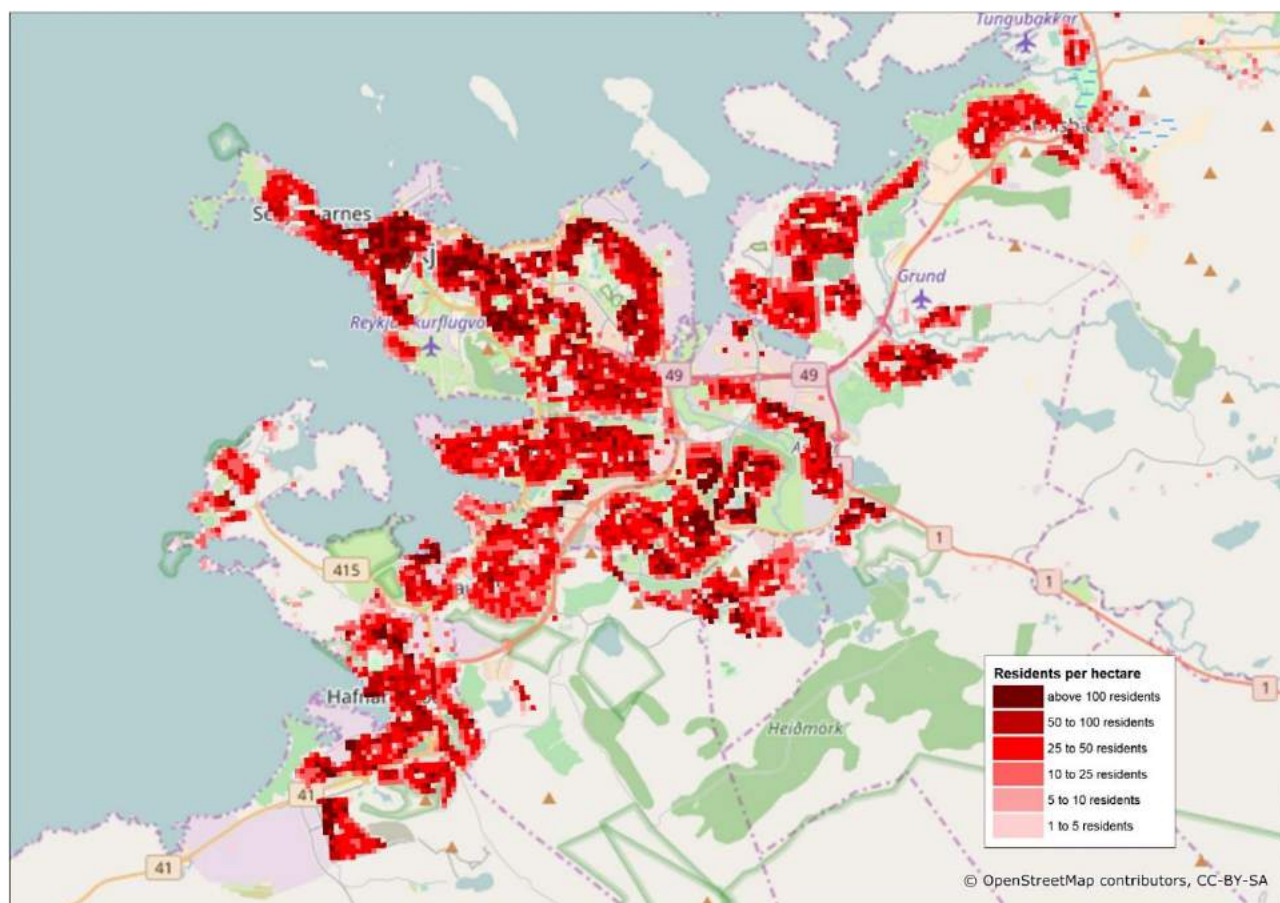 Tungubakkar
Grund
49
49
415
1
1
1
Heiðmörk
41
41
Residents per hectare
above 100 residents
50 to 100 residents
25 to 50 residents
10 to 25 residents
5 to 10 residents
1 to 5 residents
© OpenStreetMap contributors, CC-BY-SA